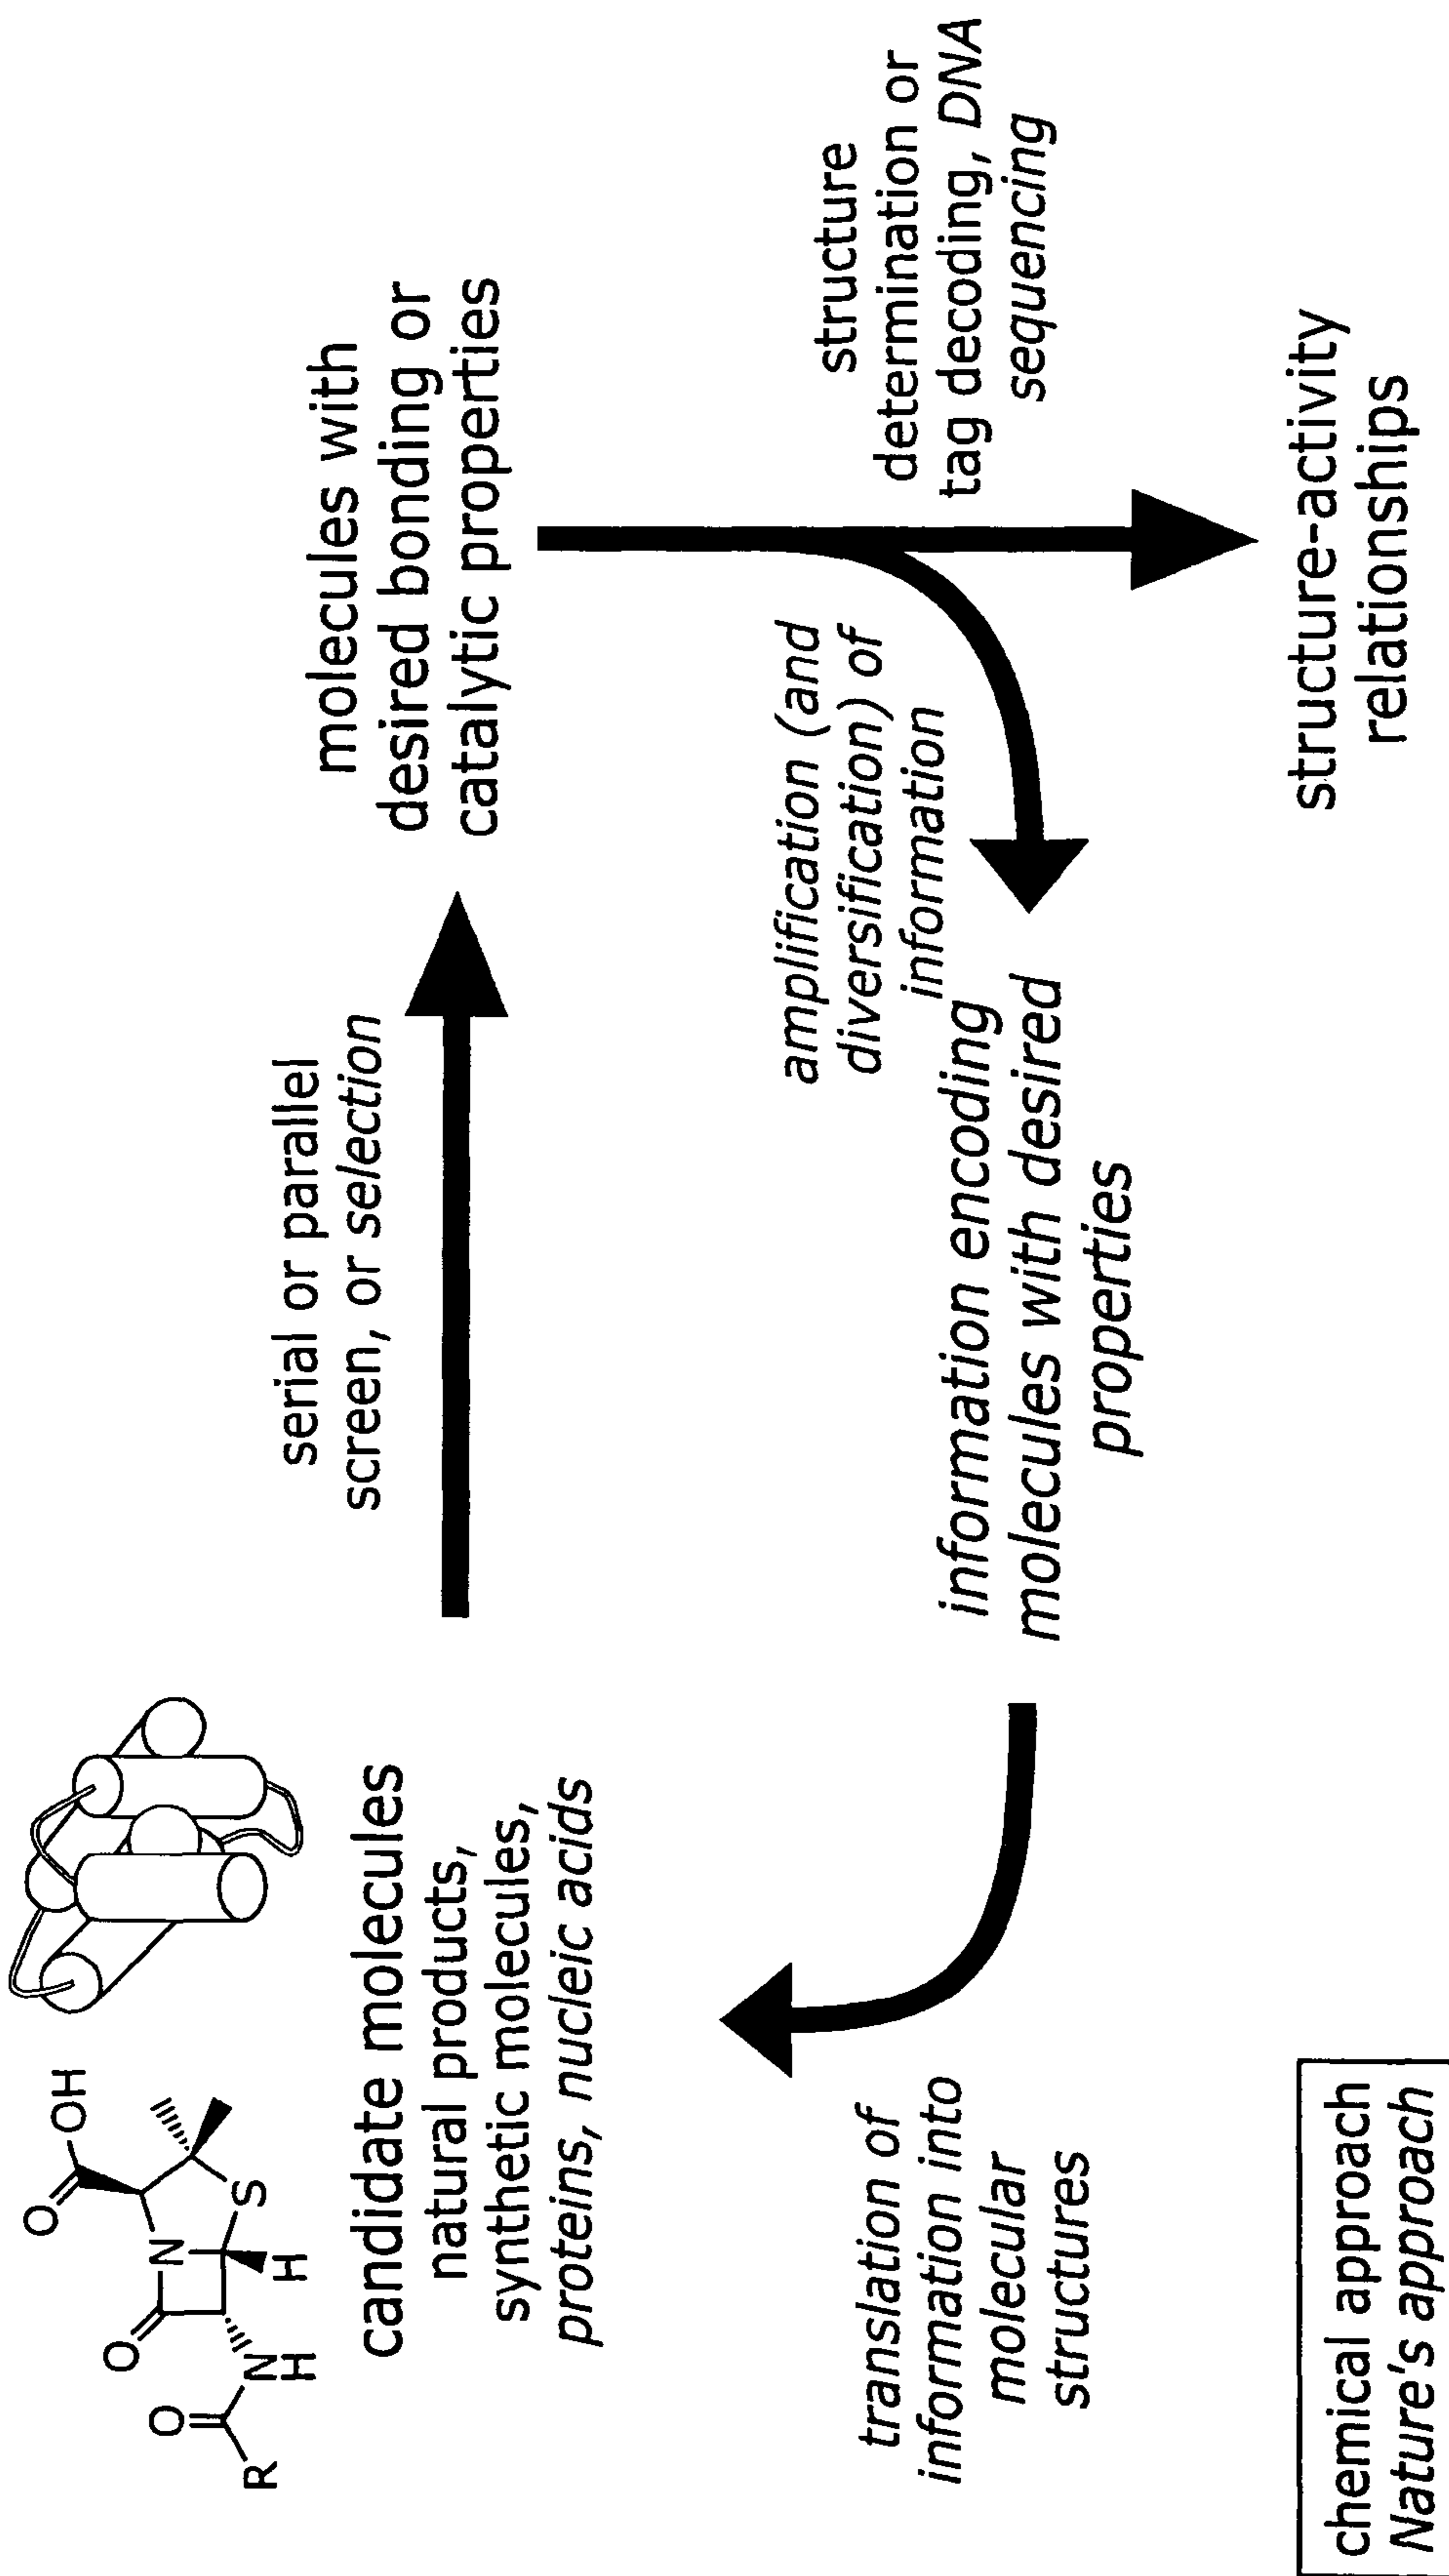 O
OH
O
N
S
H
O
N
H
R
candidate molecules
natural products,
synthetic molecules,
proteins, nucleic acids
serial or parallel
screen, or selection
molecules with
desired bonding or
catalytic properties
structure
determination or
tag decoding, DNA
sequencing
amplification (and
diversification) of
information
information encoding
molecules with desired
properties
translation of
information into
molecular
structures
structure-activity
relationships
chemical approach
Nature's approach